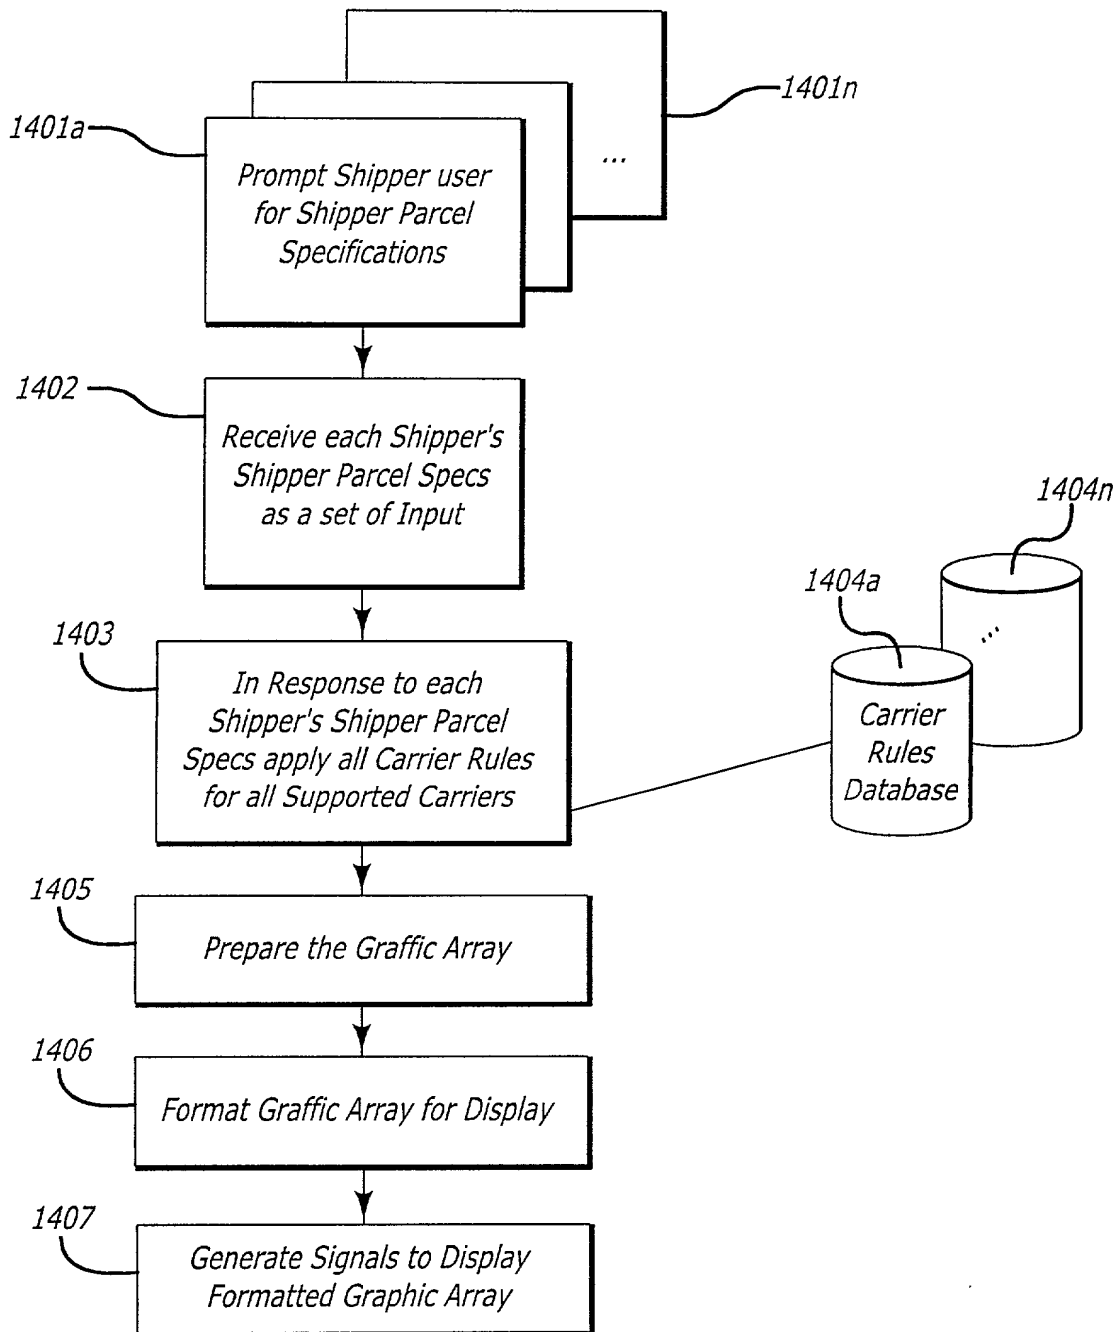 1401n
1401a
...
Prompt Shipper user
for Shipper Parcel
Specifications
1402
Receive each Shipper's
Shipper Parcel Specs
as a set of Input
1404n
1404a
...
1403
In Response to each
Shipper's Shipper Parcel
Specs apply all Carrier Rules
for all Supported Carriers
Carrier
Rules
Database
1405
Prepare the Graffic Array
1406
Format Graffic Array for Display
1407
Generate Signals to Display
Formatted Graphic Array